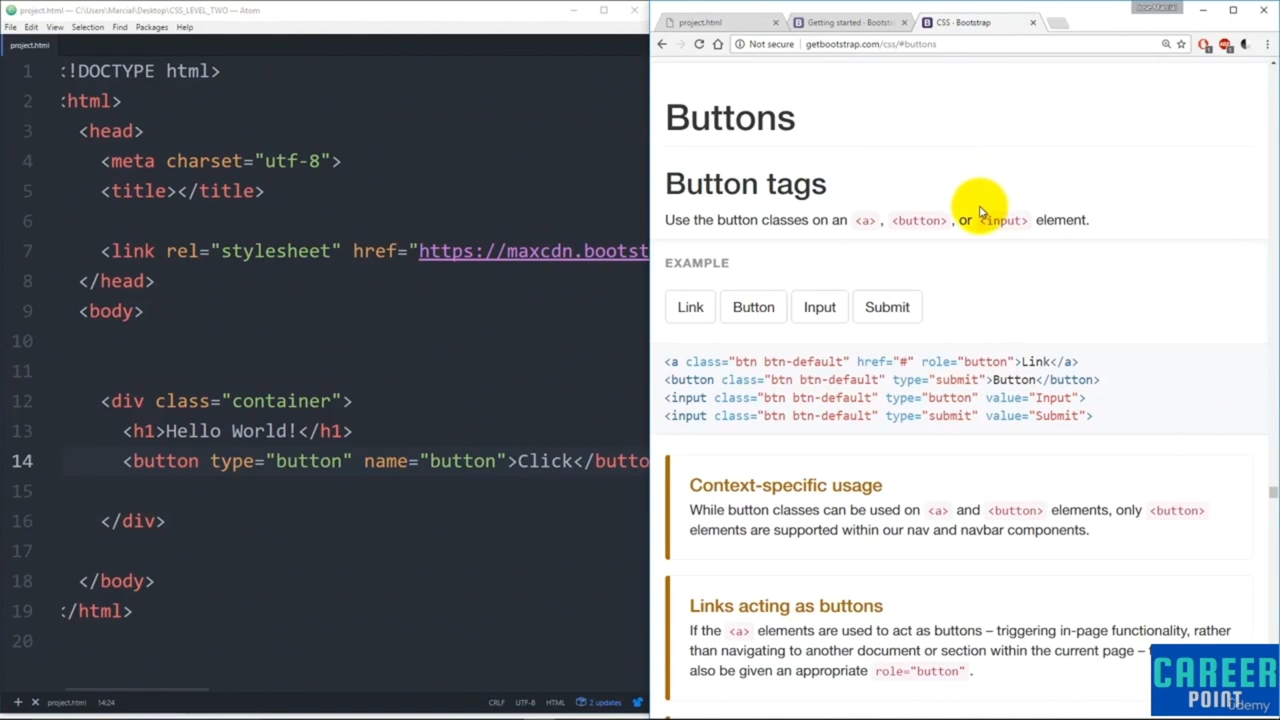 project.html — C:\Users\Marcial\Desktop\CSS_LEVEL_TWO — Atom
File Edit View Selection Find Packages Help
project.html
1 <!DOCTYPE html>
2 <html>
3 <head>
4 <meta charset="utf-8">
5 <title></title>
6
7 <link rel="stylesheet" href="https://maxcdn.bootst
8 </head>
9 <body>
10
11
12 <div class="container">
13 <h1>Hello World!</h1>
14 <button type="button" name="button">Click</butto
15
16 </div>
17
18 </body>
19 </html>
20
project.html 14:24 CRLF UTF-8 HTML 2 updates
Jose Marcial
project.html Getting started · Bootst CSS · Bootstrap
Not secure getbootstrap.com/css/#buttons
Buttons
Button tags
Use the button classes on an <a>, <button>, or <input> element.
EXAMPLE
Link Button Input Submit
<a class="btn btn-default" href="#" role="button">Link</a>
<button class="btn btn-default" type="submit">Button</button>
<input class="btn btn-default" type="button" value="Input">
<input class="btn btn-default" type="submit" value="Submit">
Context-specific usage
While button classes can be used on <a> and <button> elements, only <button>
elements are supported within our nav and navbar components.
Links acting as buttons
If the <a> elements are used to act as buttons – triggering in-page functionality, rather
than navigating to another document or section within the current page –
also be given an appropriate role="button".
CAREER
POINT
Udemy